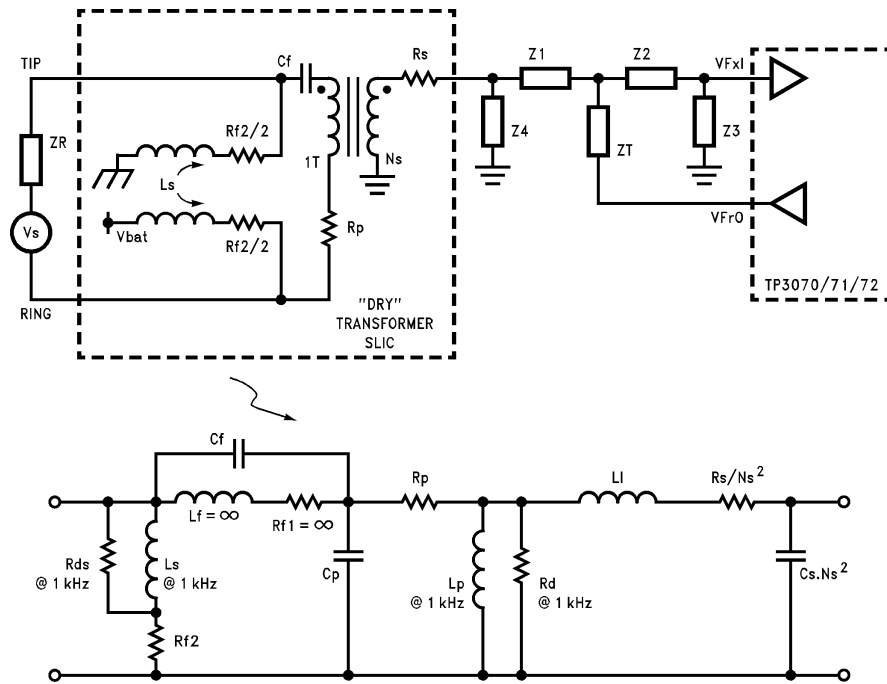 TIP
ZR
Vs
RING
Cf
Rs
Rf2/2
Ls
Vbat
Rf2/2
1T
Ns
Rp
"DRY"
TRANSFORMER
SLIC
Z1
Z2
VFxI
Z4
ZT
Z3
VFrO
TP3070/71/72
Cf
Lf = ∞
Rf1 = ∞
Rp
Ll
Rs/Ns²
Rds
@ 1 kHz
Ls
@ 1 kHz
Rf2
Cp
Lp
@ 1 kHz
Rd
@ 1 kHz
Cs.Ns²